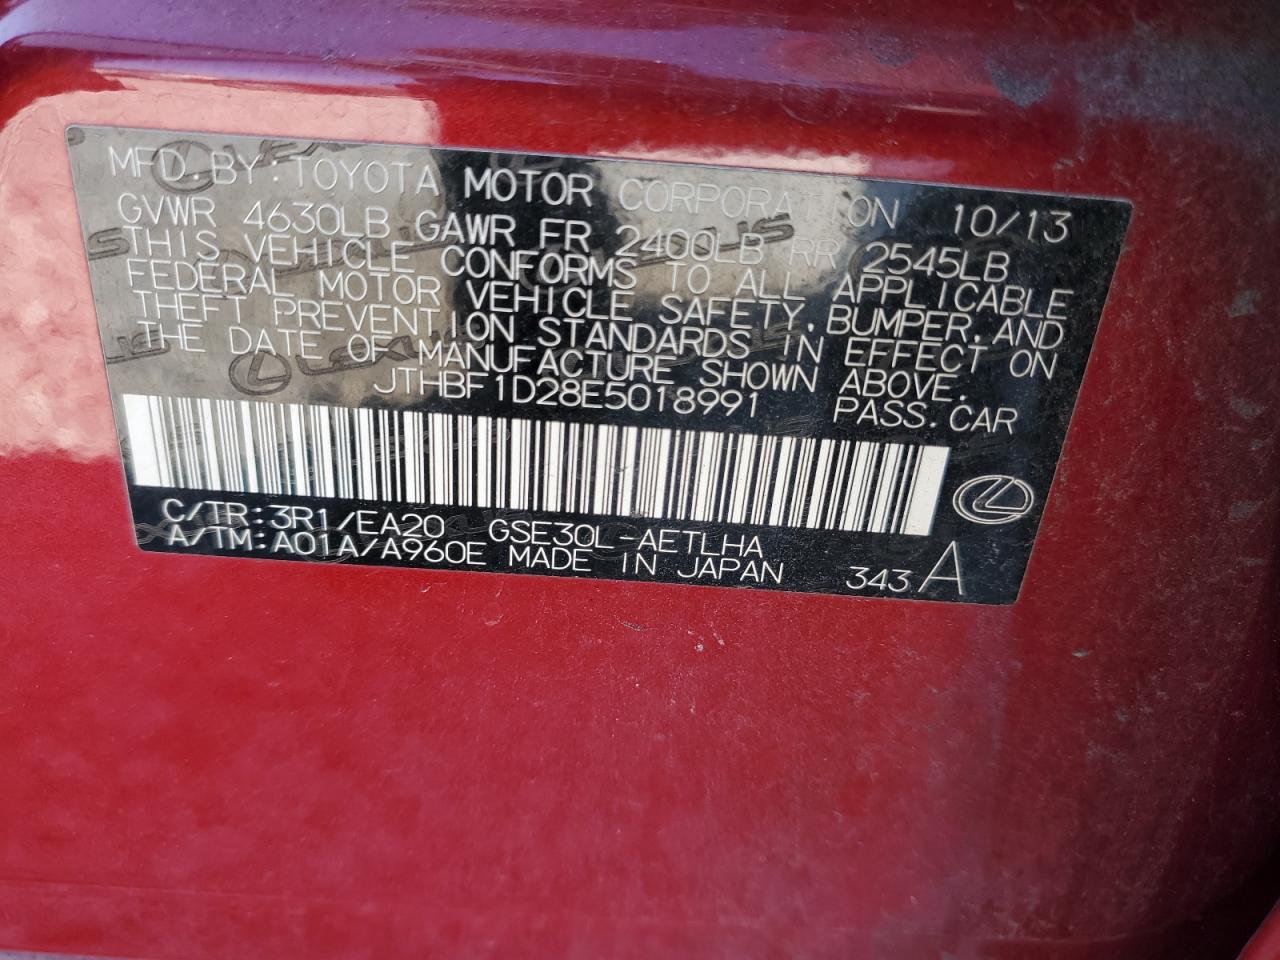 MFD. BY: TOYOTA MOTOR CORPORATION 10/13
GVWR 4630LB GAWR FR 2400LB RR 2545LB
THIS VEHICLE CONFORMS TO ALL APPLICABLE
FEDERAL MOTOR VEHICLE SAFETY, BUMPER, AND
THEFT PREVENTION STANDARDS IN EFFECT ON
THE DATE OF MANUFACTURE SHOWN ABOVE.
JTHBF1D28E5018991 PASS. CAR
C/TR: 3R1/EA20 GSE30L-AETLHA
A/TM: A01A/A960E MADE IN JAPAN 343 A